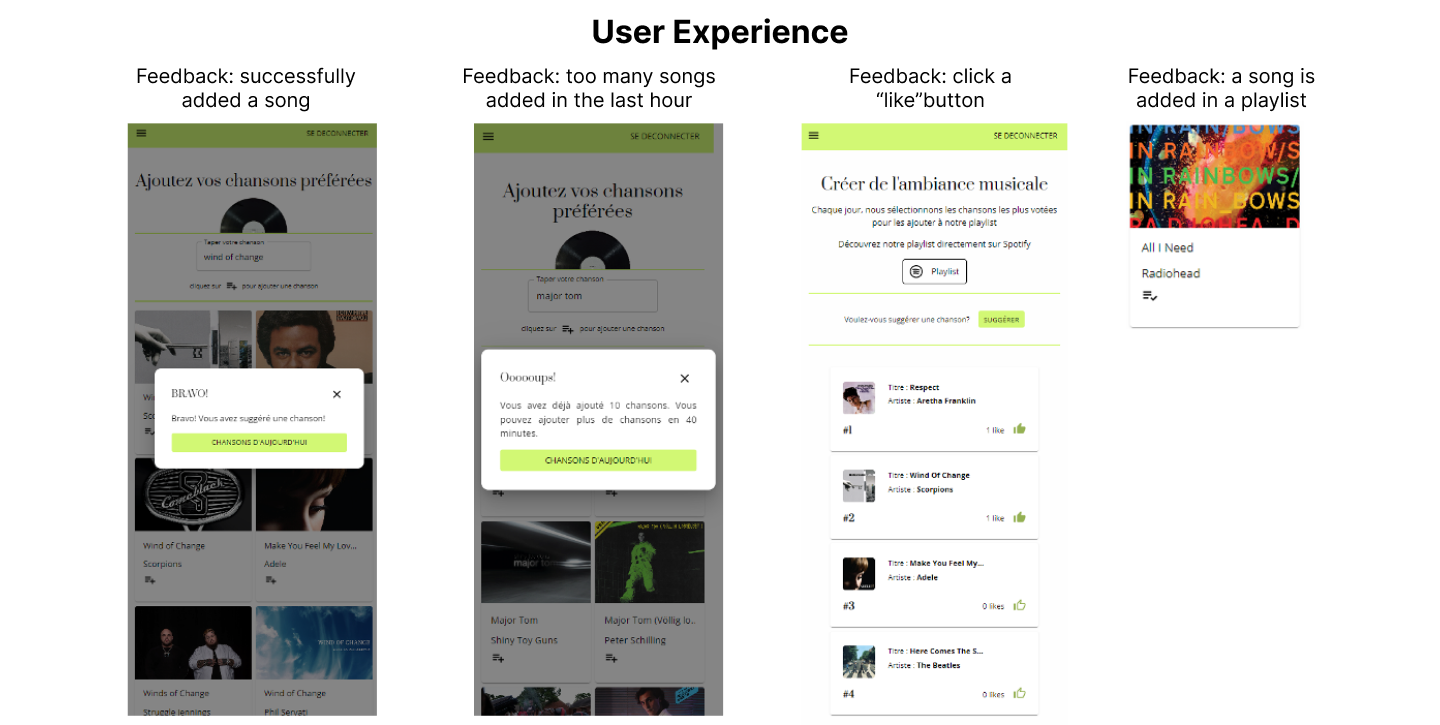 User Experience
Feedback: successfully
added a song
SE DECONNECTER
Ajoutez vos chansons préférées
Taper votre chanson
wind of change
cliquez sur pour ajouter une chanson
BRAVO!
Bravo! Vous avez suggéré une chanson!
CHANSONS D'AUJOURD'HUI
Comeback
Wind of Change
Scorpions
Make You Feel My Lov...
Adele
WIND OF CHANGE
Winds of Change
Struggle Jennings
Wind of Change
Phil Servati
Feedback: too many songs
added in the last hour
SE DECONNECTER
Ajoutez vos chansons
préférées
Taper votre chanson
major tom
cliquez sur pour ajouter une chanson
Oooooups!
Vous avez déjà ajouté 10 chansons. Vous
pouvez ajouter plus de chansons en 40
minutes.
CHANSONS D'AUJOURD'HUI
major tom
Major Tom
Shiny Toy Guns
Major Tom (Vollig lo...
Peter Schilling
Feedback: click a
“like”button
SE DECONNECTER
Créer de l'ambiance musicale
Chaque jour, nous sélectionnons les chansons les plus votées
pour les ajouter à notre playlist
Découvrez notre playlist directement sur Spotify
Playlist
Voulez-vous suggérer une chanson? SUGGÉRER
Titre : Respect
Artiste : Aretha Franklin
#1 1 like
Titre : Wind Of Change
Artiste : Scorpions
#2 1 like
Titre : Make You Feel My...
Artiste : Adele
#3 0 likes
Titre : Here Comes The S...
Artiste : The Beatles
#4 0 likes
Feedback: a song is
added in a playlist
IN RAINBOWS
IN RAINBOW/S
IN RAINBOWS/
IN RAIN_BOWS
All I Need
Radiohead